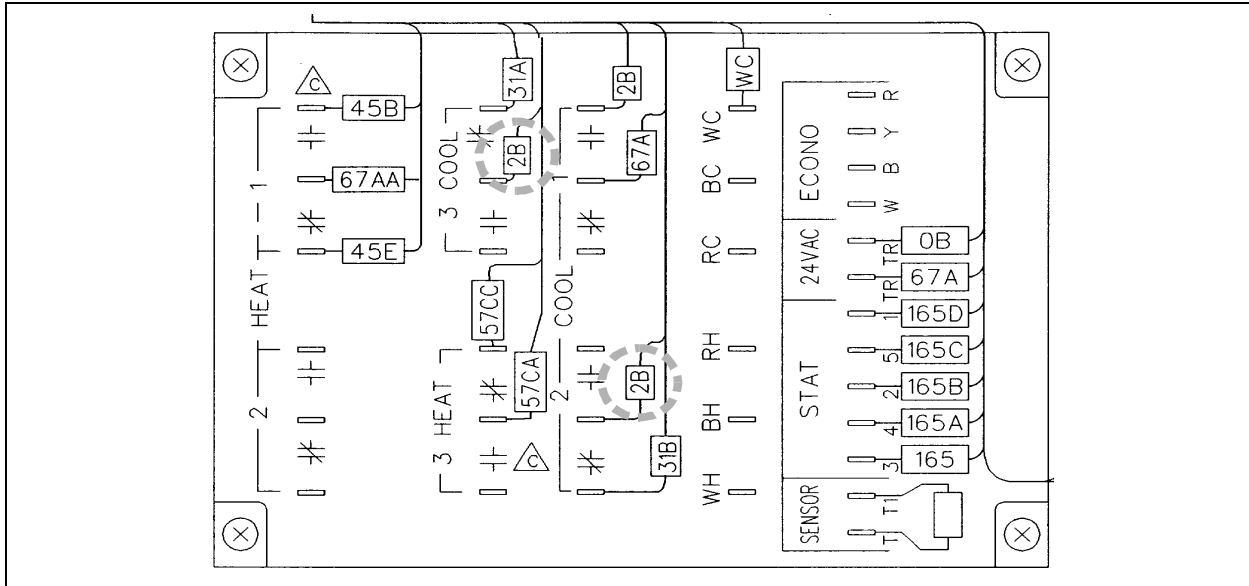 C
45B
67AA
45E
HEAT
1
2
31A
2B
3 COOL
57CC
57CA
3 HEAT
C
2B
67A
1
COOL
2
2B
31B
WC
WC
BC
RC
RH
BH
WH
ECONO
R
Y
B
W
24VAC
TR
0B
TR
67A
STAT
1
165D
5
165C
2
165B
4
165A
3
165
SENSOR
T1
T